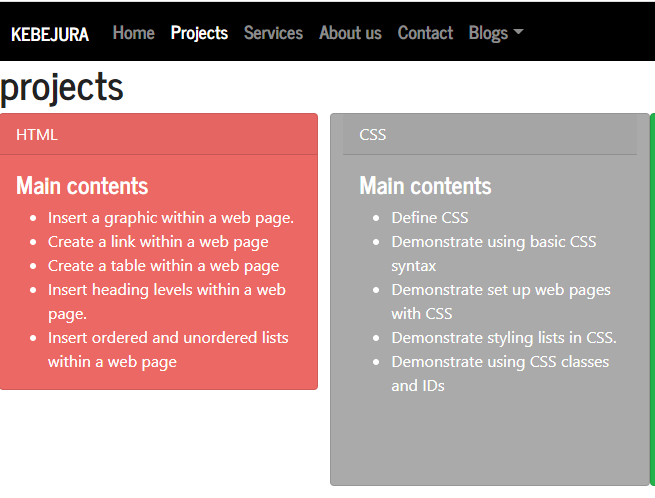 KEBEJURA Home Projects Services About us Contact Blogs
projects
HTML
Main contents
Insert a graphic within a web page.
Create a link within a web page
Create a table within a web page
Insert heading levels within a web
page.
Insert ordered and unordered lists
within a web page
CSS
Main contents
Define CSS
Demonstrate using basic CSS
syntax
Demonstrate set up web pages
with CSS
Demonstrate styling lists in CSS.
Demonstrate using CSS classes
and IDs